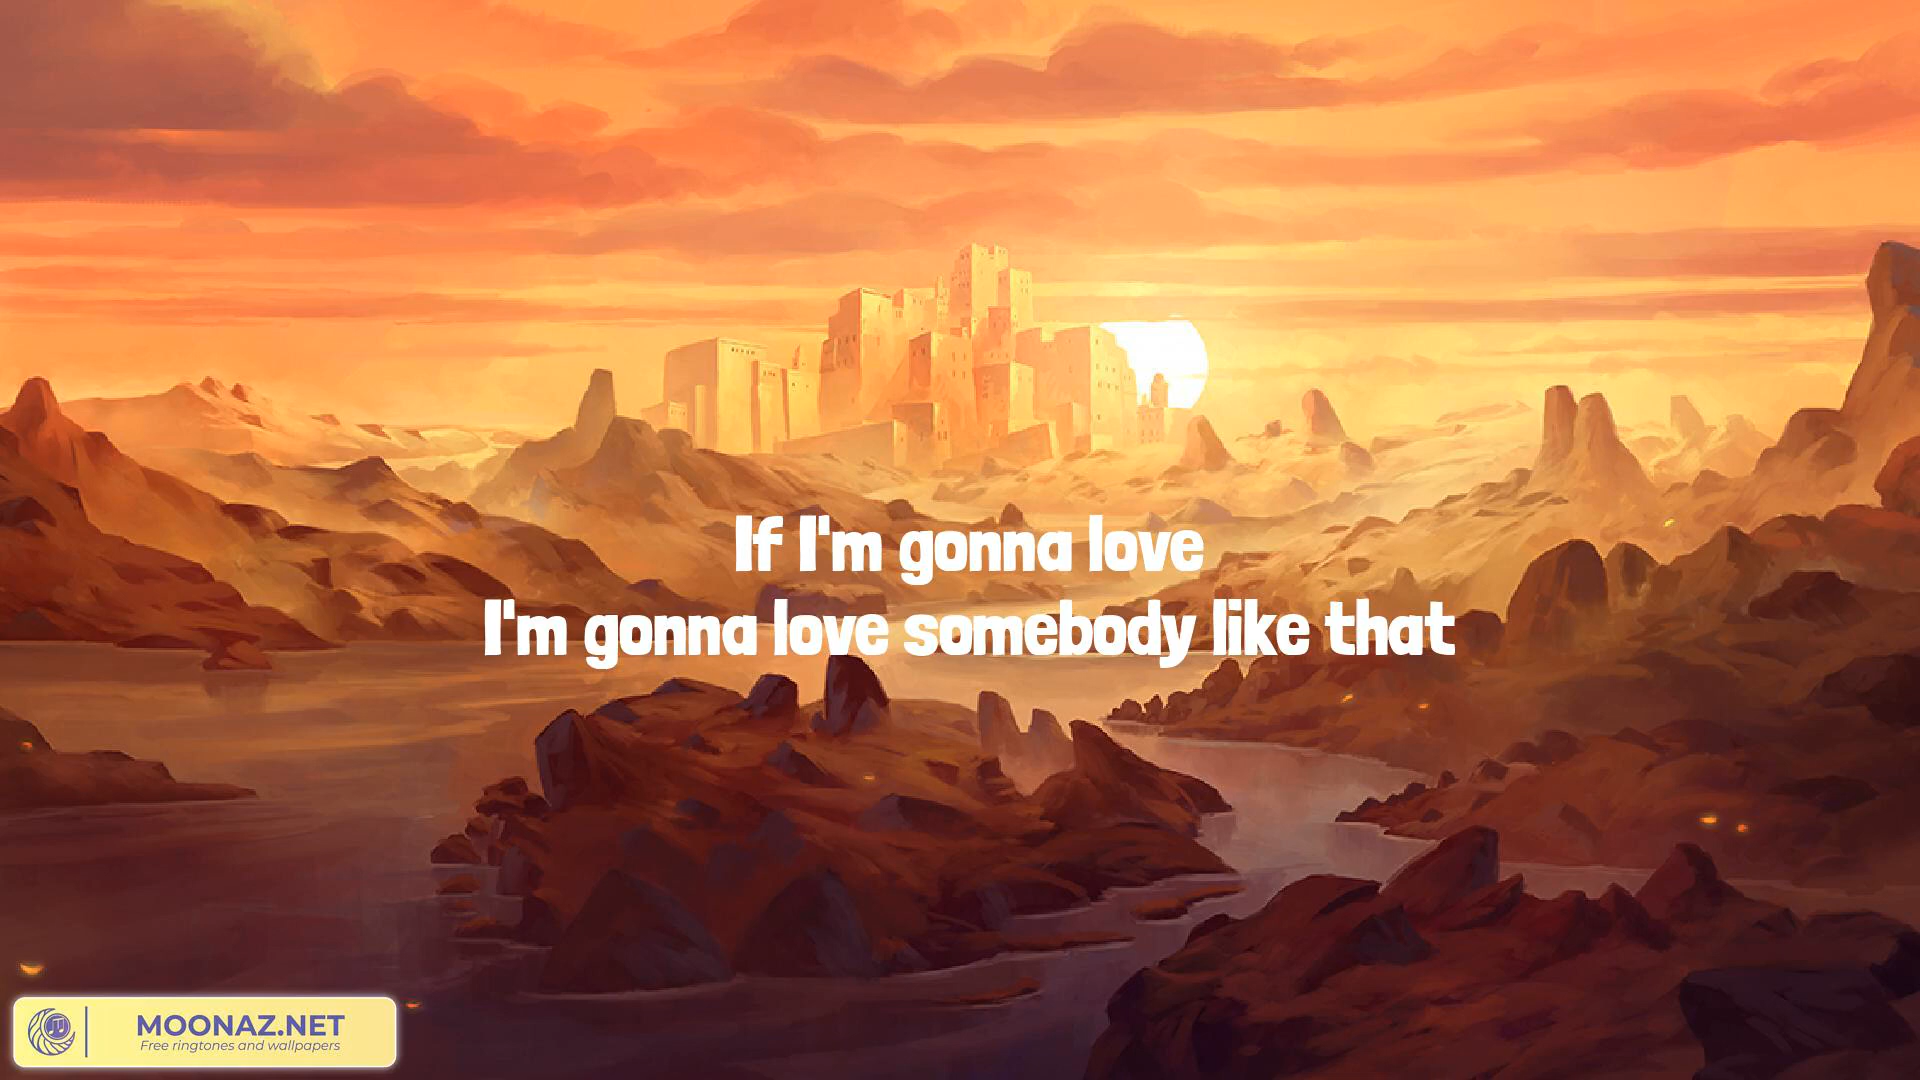 If I'm gonna love
I'm gonna love somebody like that
MOONAZ.NET
Free ringtones and wallpapers